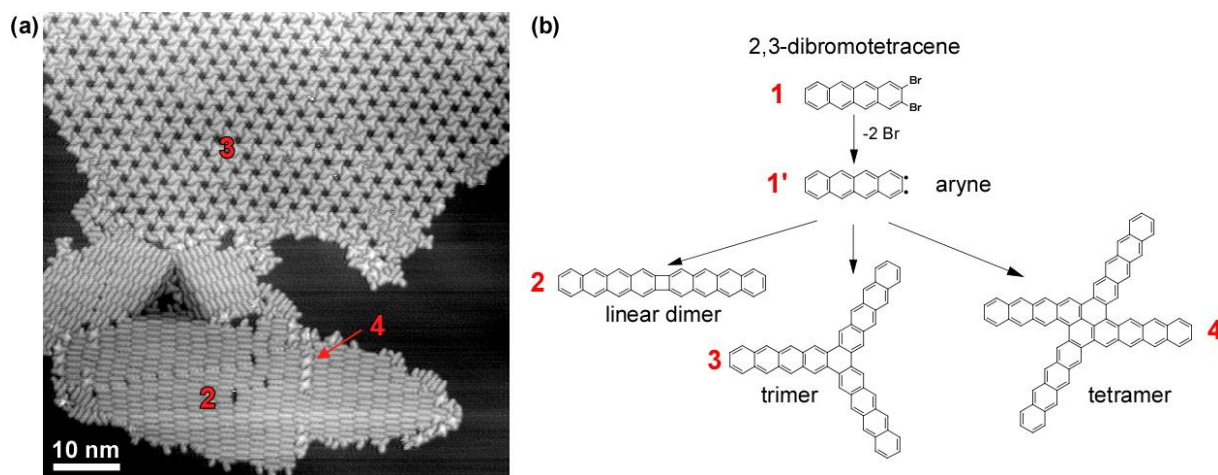 (a)
3
4
2
10 nm
(b)
2,3-dibromotetracene
1
Br
Br
-2 Br
1'
aryne
2
linear dimer
3
trimer
4
tetramer